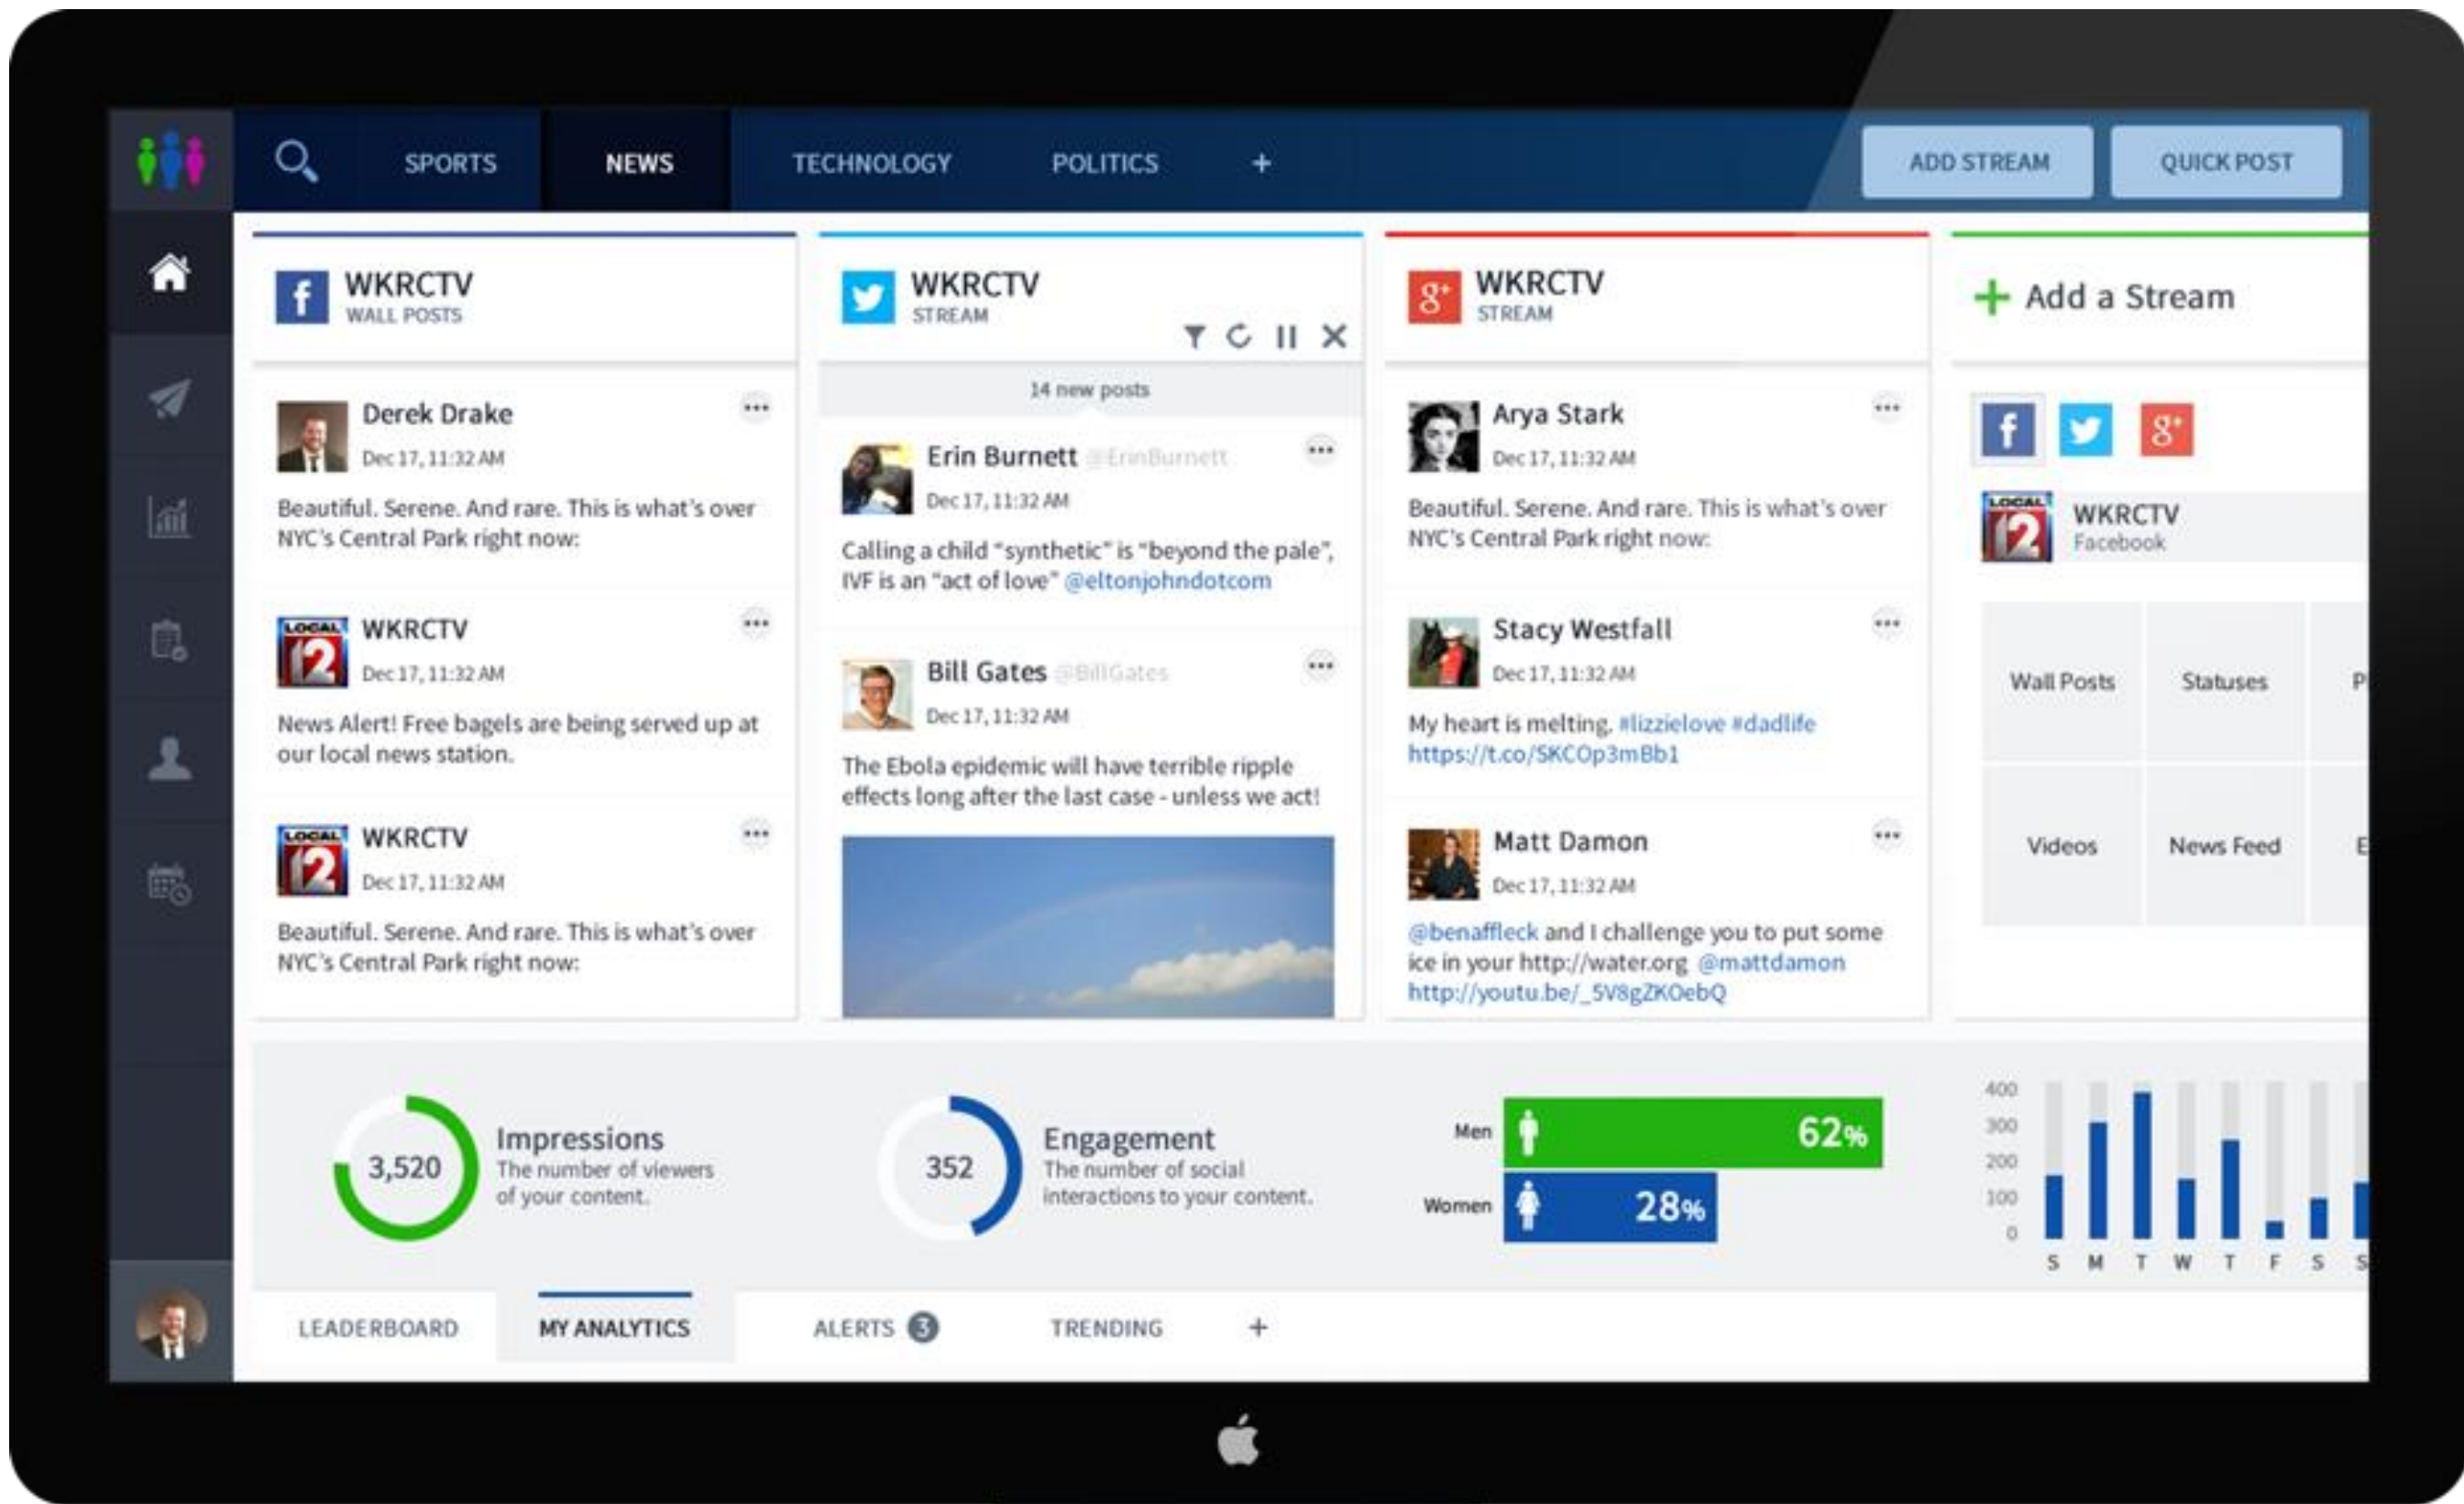 SPORTS
NEWS
TECHNOLOGY
POLITICS
+
ADD STREAM
QUICK POST
f
WKRCTV
WALL POSTS
Derek Drake
Dec 17, 11:32 AM
Beautiful. Serene. And rare. This is what's over
NYC's Central Park right now:
LOCAL
12
WKRCTV
Dec 17, 11:32 AM
News Alert! Free bagels are being served up at
our local news station.
LOCAL
12
WKRCTV
Dec 17, 11:32 AM
Beautiful. Serene. And rare. This is what's over
NYC's Central Park right now:
WKRCTV
STREAM
14 new posts
Erin Burnett @ErinBurnett
Dec 17, 11:32 AM
Calling a child "synthetic" is "beyond the pale",
IVF is an "act of love" @eltonjohndotcom
Bill Gates @BillGates
Dec 17, 11:32 AM
The Ebola epidemic will have terrible ripple
effects long after the last case - unless we act!
g+
WKRCTV
STREAM
Arya Stark
Dec 17, 11:32 AM
Beautiful. Serene. And rare. This is what's over
NYC's Central Park right now:
Stacy Westfall
Dec 17, 11:32 AM
My heart is melting. #lizzielove #dadlife
https://t.co/SKCOp3mBb1
Matt Damon
Dec 17, 11:32 AM
@benaffleck and I challenge you to put some
ice in your http://water.org @mattdamon
http://youtu.be/_5V8gZKOebQ
+ Add a Stream
f
g+
LOCAL
12
WKRCTV
Facebook
Wall Posts
Statuses
P
Videos
News Feed
E
3,520
Impressions
The number of viewers
of your content.
352
Engagement
The number of social
interactions to your content.
Men
62%
Women
28%
400
300
200
100
0
S M T W T F S S
LEADERBOARD
MY ANALYTICS
ALERTS 3
TRENDING
+